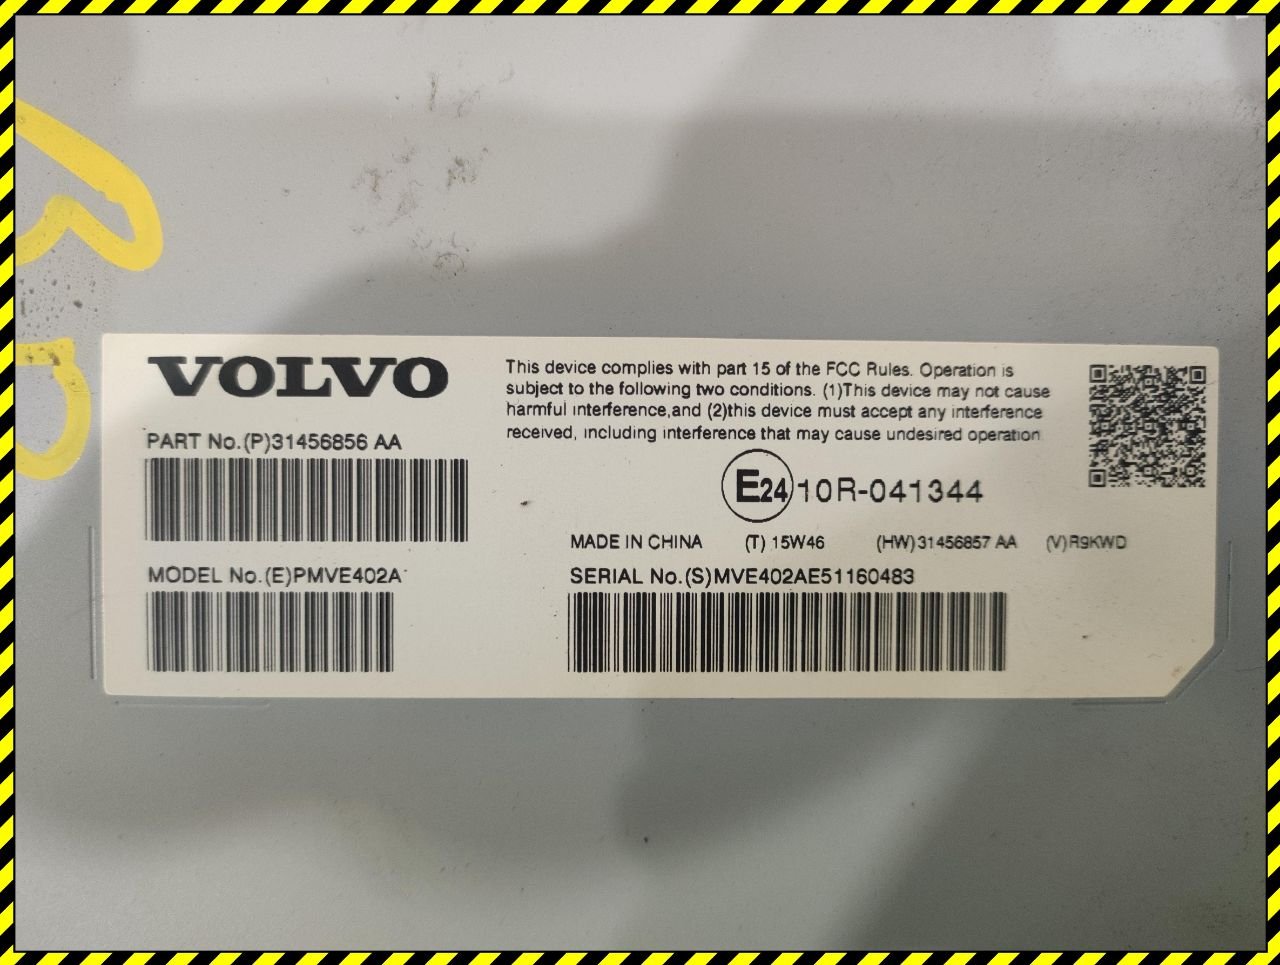 VOLVO
PART No.(P)31456856 AA
MODEL No.(E)PMVE402A
This device complies with part 15 of the FCC Rules. Operation is
subject to the following two conditions. (1)This device may not cause
harmful interference,and (2)this device must accept any interference
received, including interference that may cause undesired operation
E24 10R-041344
MADE IN CHINA (T) 15W46 (HW)31456857 AA (V)R9KWD
SERIAL No.(S)MVE402AE51160483